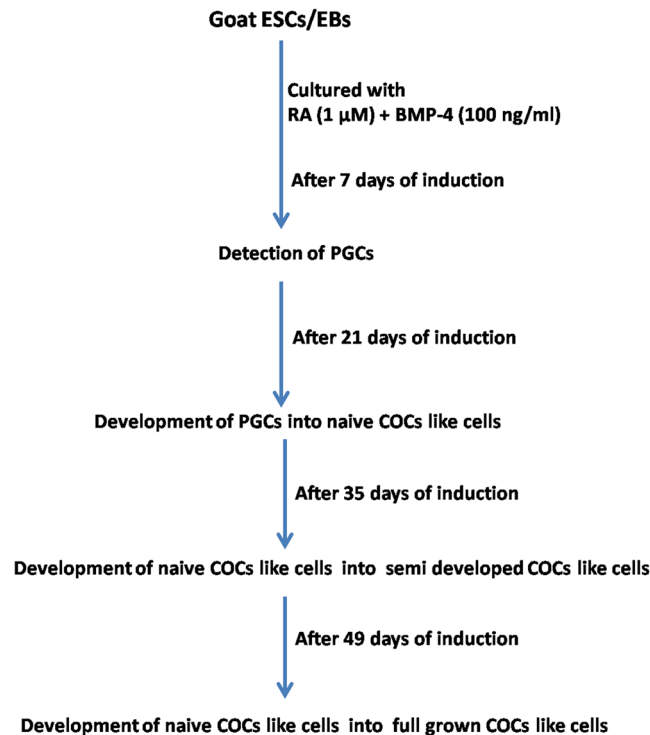 Goat ESCs/EBs
Cultured with
RA (1 μM) + BMP-4 (100 ng/ml)
After 7 days of induction
Detection of PGCs
After 21 days of induction
Development of PGCs into naive COCs like cells
After 35 days of induction
Development of naive COCs like cells into semi developed COCs like cells
After 49 days of induction
Development of naive COCs like cells into full grown COCs like cells